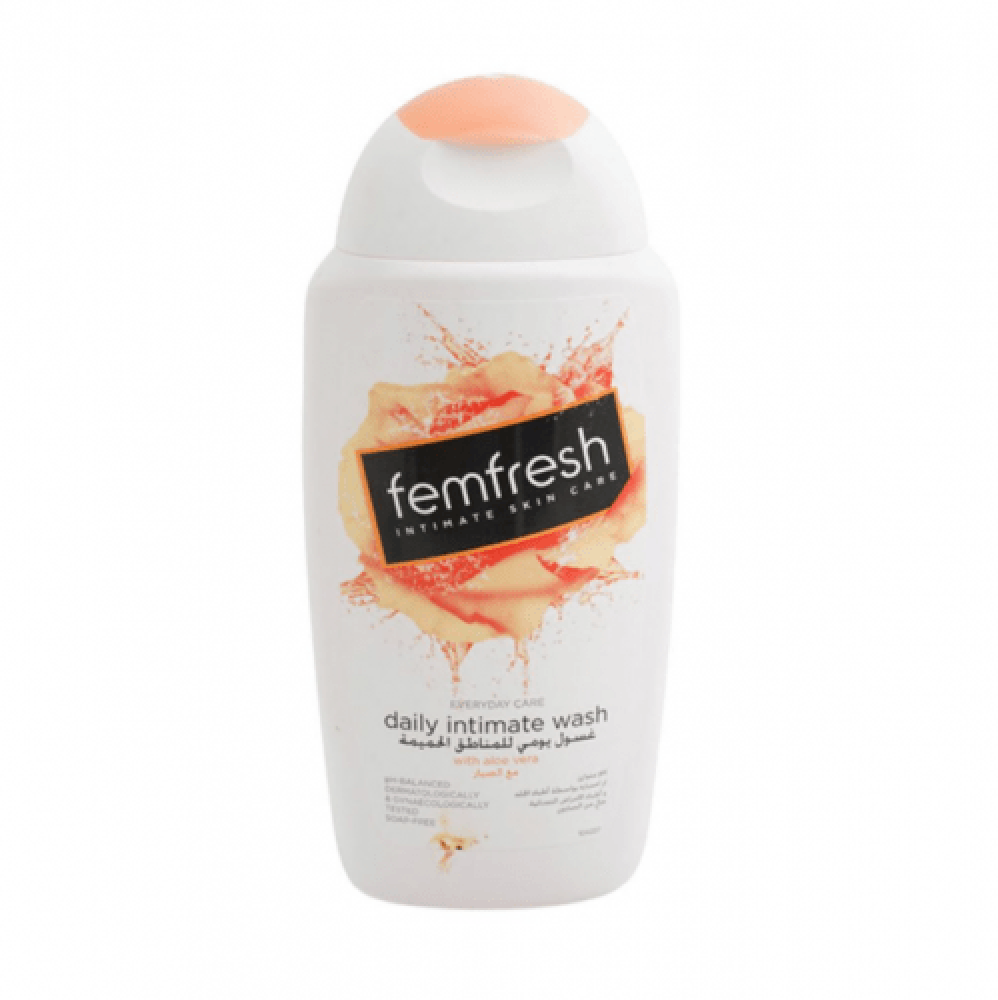 femfresh
INTIMATE SKIN CARE
EVERYDAY CARE
daily intimate wash
غسول يومي للمناطق الحميمة
with aloe vera
مع الصبار
pH-BALANCED
DERMATOLOGICALLY
& GYNAECOLOGICALLY
TESTED
SOAP-FREE